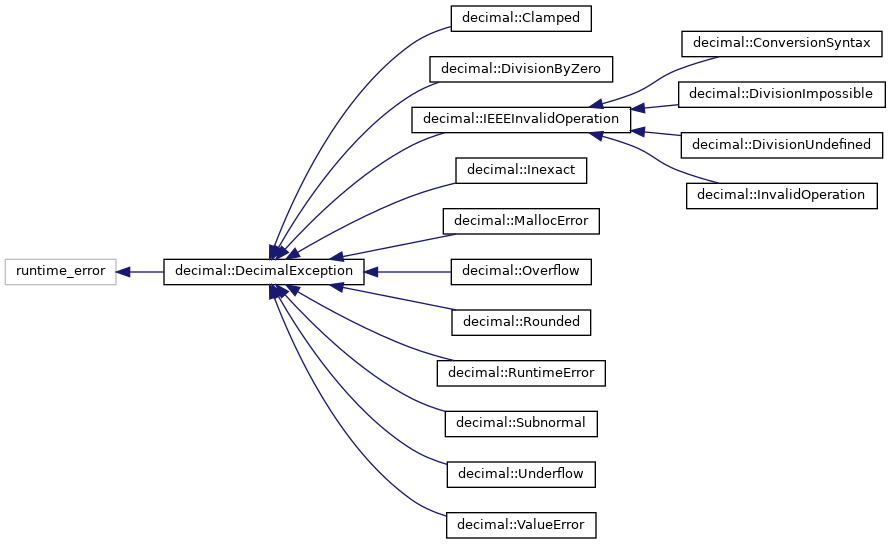 decimal::Clamped
decimal::ConversionSyntax
decimal::DivisionByZero
decimal::DivisionImpossible
decimal::IEEEInvalidOperation
decimal::DivisionUndefined
decimal::Inexact
decimal::InvalidOperation
decimal::MallocError
runtime_error
decimal::DecimalException
decimal::Overflow
decimal::Rounded
decimal::RuntimeError
decimal::Subnormal
decimal::Underflow
decimal::ValueError